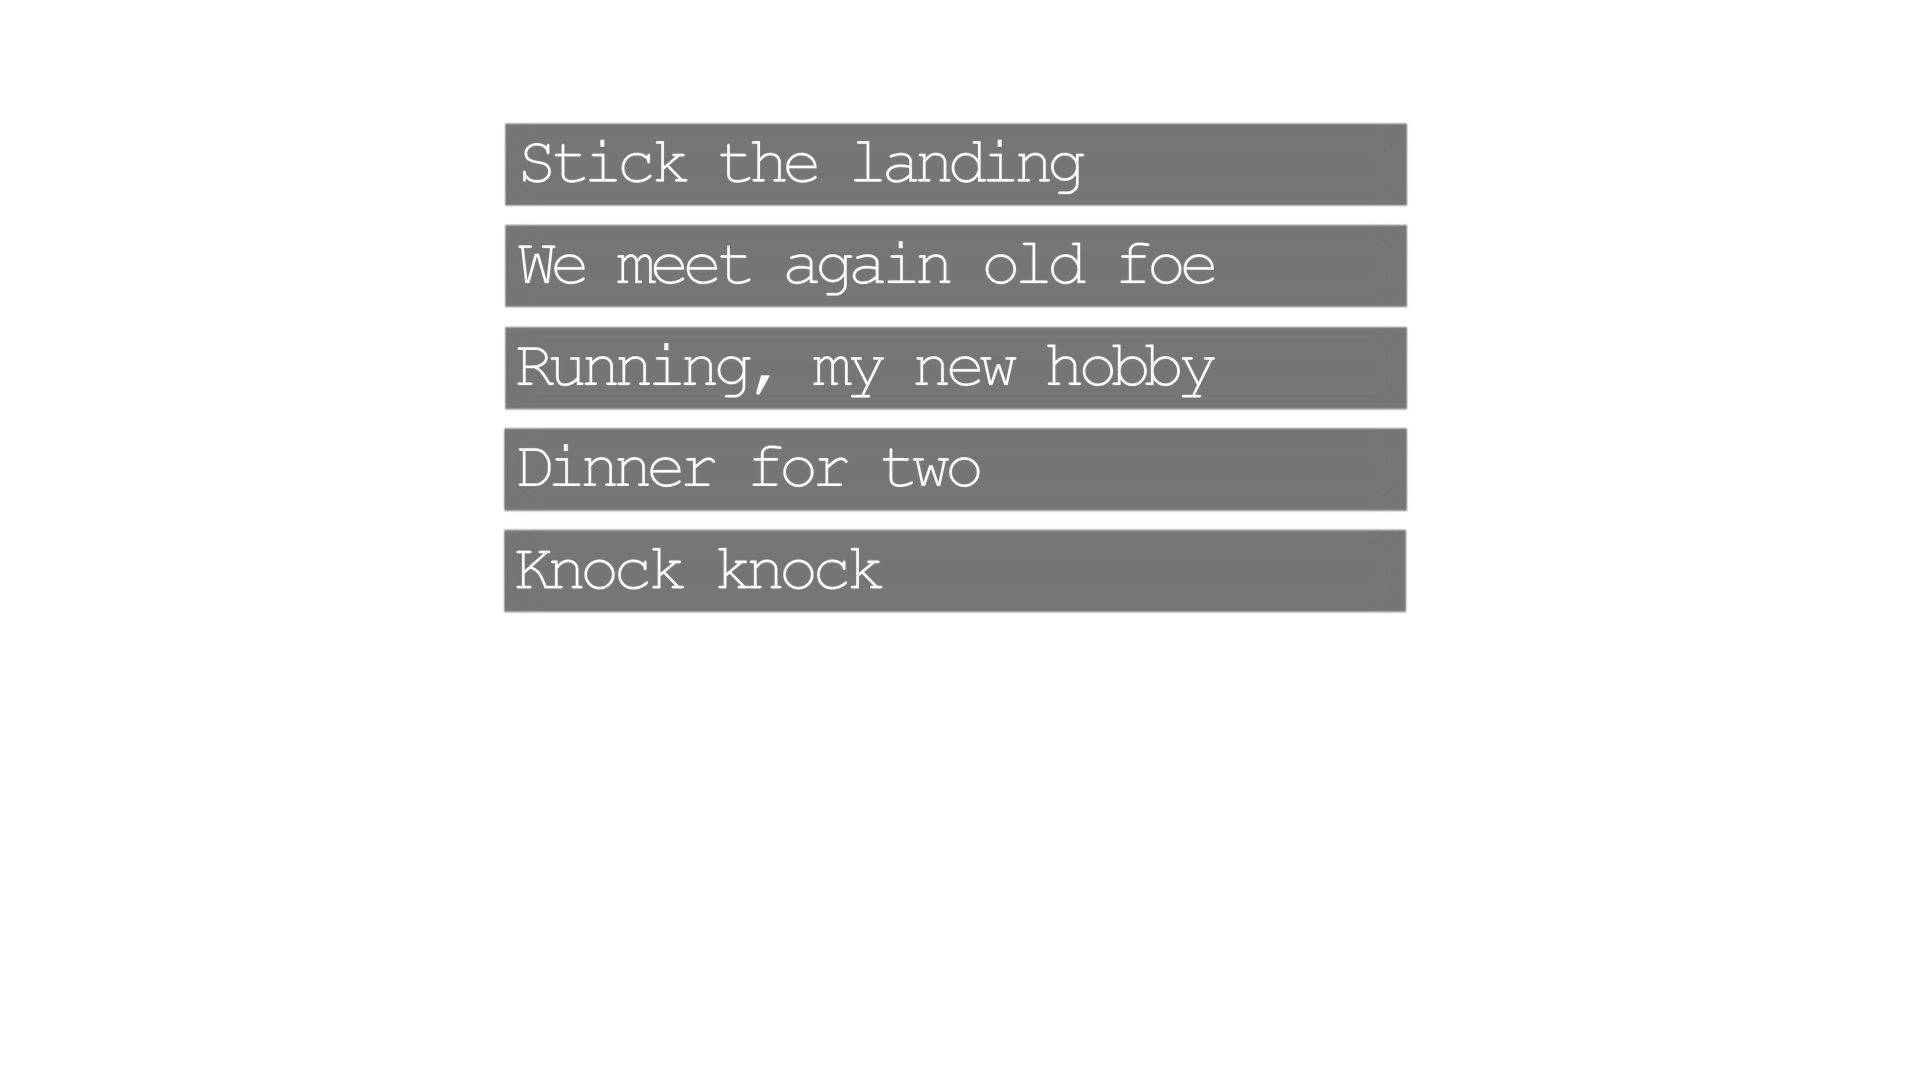 Stick the landing
We meet again old foe
Running, my new hobby
Dinner for two
Knock knock